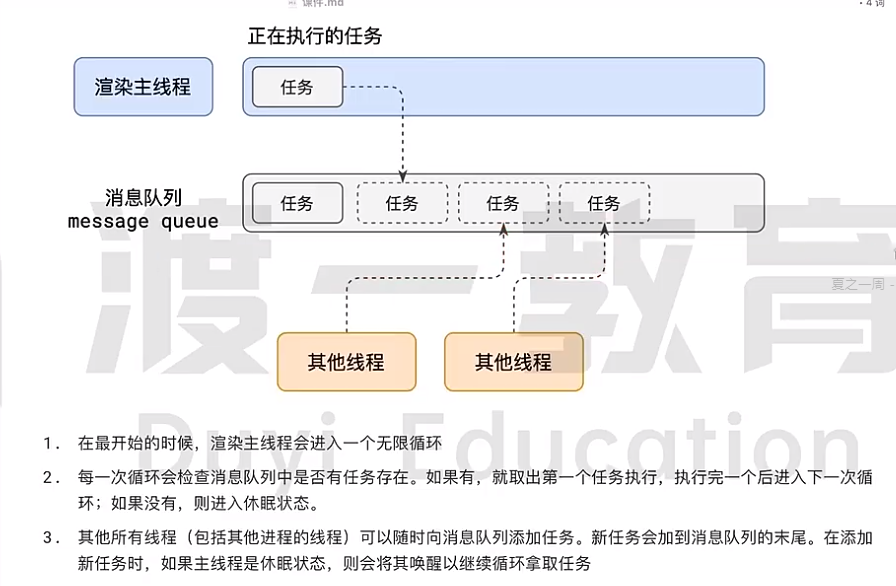 课件.md
4 词
正在执行的任务
渲染主线程
任务
消息队列
message queue
任务
任务
任务
任务
夏之一周 -
渡一教育
其他线程
其他线程
Duyi Education
1. 在最开始的时候，渲染主线程会进入一个无限循环
2. 每一次循环会检查消息队列中是否有任务存在。如果有，就取出第一个任务执行，执行完一个后进入下一次循
环；如果没有，则进入休眠状态。
3. 其他所有线程（包括其他进程的线程）可以随时向消息队列添加任务。新任务会加到消息队列的末尾。在添加
新任务时，如果主线程是休眠状态，则会将其唤醒以继续循环拿取任务